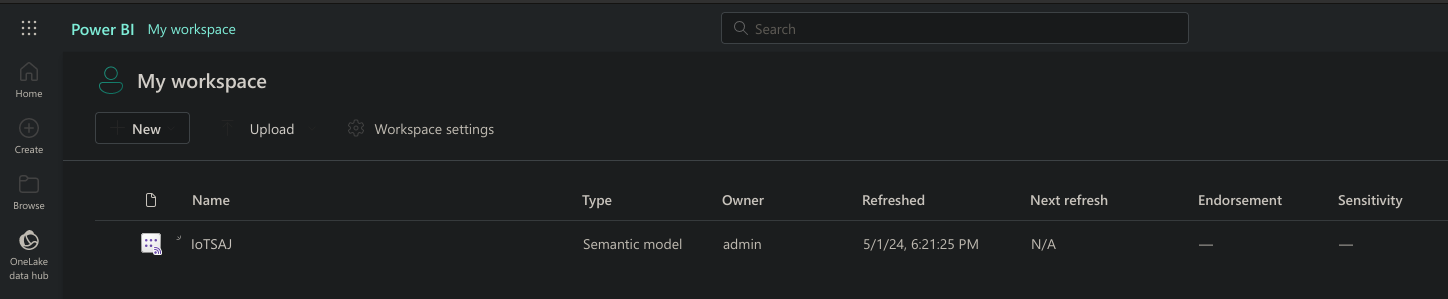 Power BI My workspace
Search
Home
Create
Browse
OneLake
data hub
My workspace
New
Upload
Workspace settings
Name Type Owner Refreshed Next refresh Endorsement Sensitivity
IoTSAJ Semantic model admin 5/1/24, 6:21:25 PM N/A — —